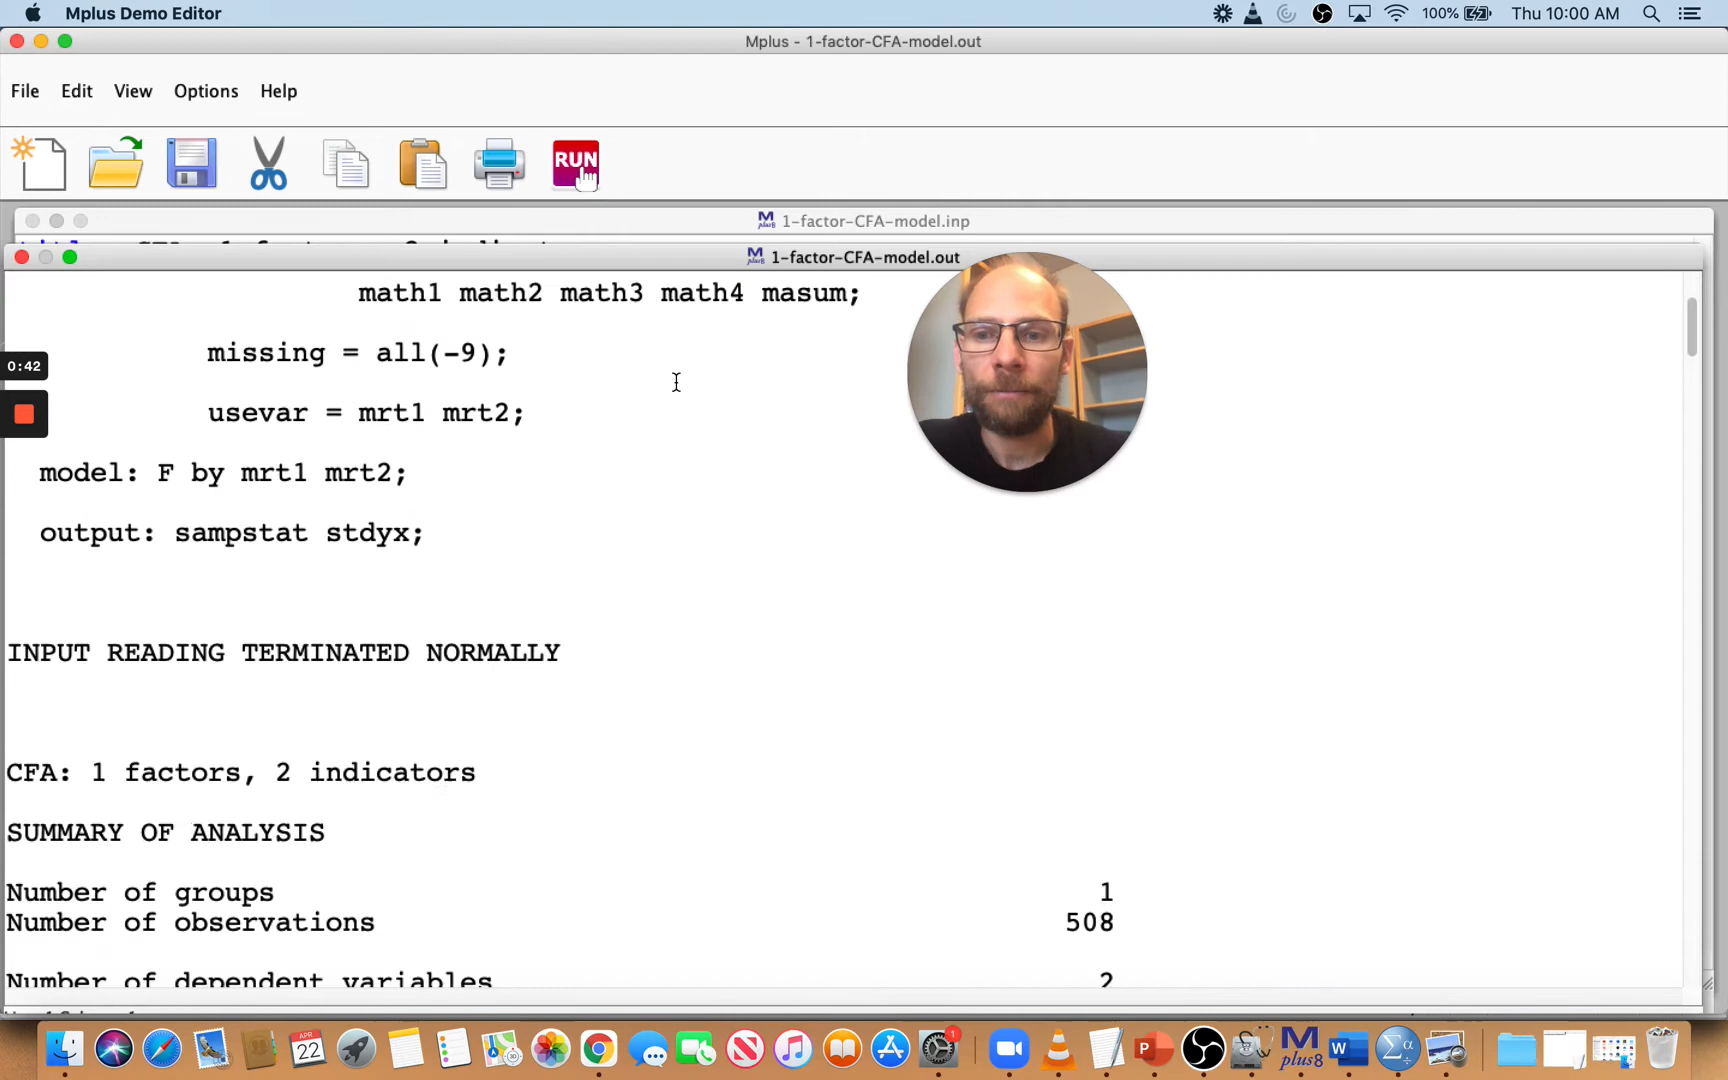 Mplus Demo Editor
100%
Thu 10:00 AM
Mplus - 1-factor-CFA-model.out
File Edit View Options Help
RUN
1-factor-CFA-model.inp
1-factor-CFA-model.out
math1 math2 math3 math4 masum;
missing = all(-9);
0:42
usevar = mrt1 mrt2;
model: F by mrt1 mrt2;
output: sampstat stdyx;
INPUT READING TERMINATED NORMALLY
CFA: 1 factors, 2 indicators
SUMMARY OF ANALYSIS
Number of groups 1
Number of observations 508
Number of dependent variables 2
APR
22
1
M
plus8